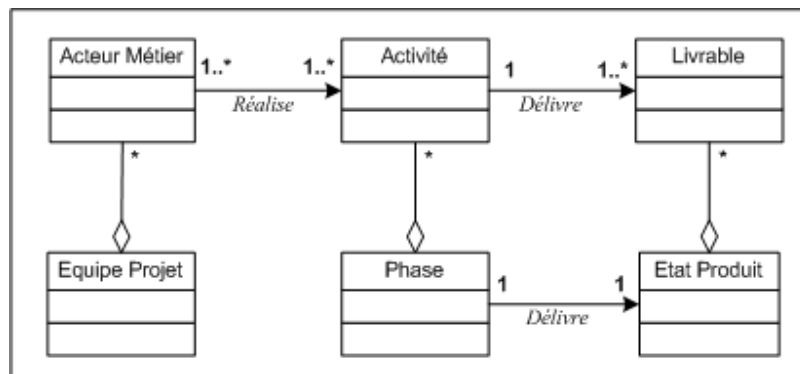 Acteur Métier
1..*
1..*
Activité
1
1..*
Livrable
Réalise
Délivre
*
*
*
Equipe Projet
Phase
1
1
Etat Produit
Délivre